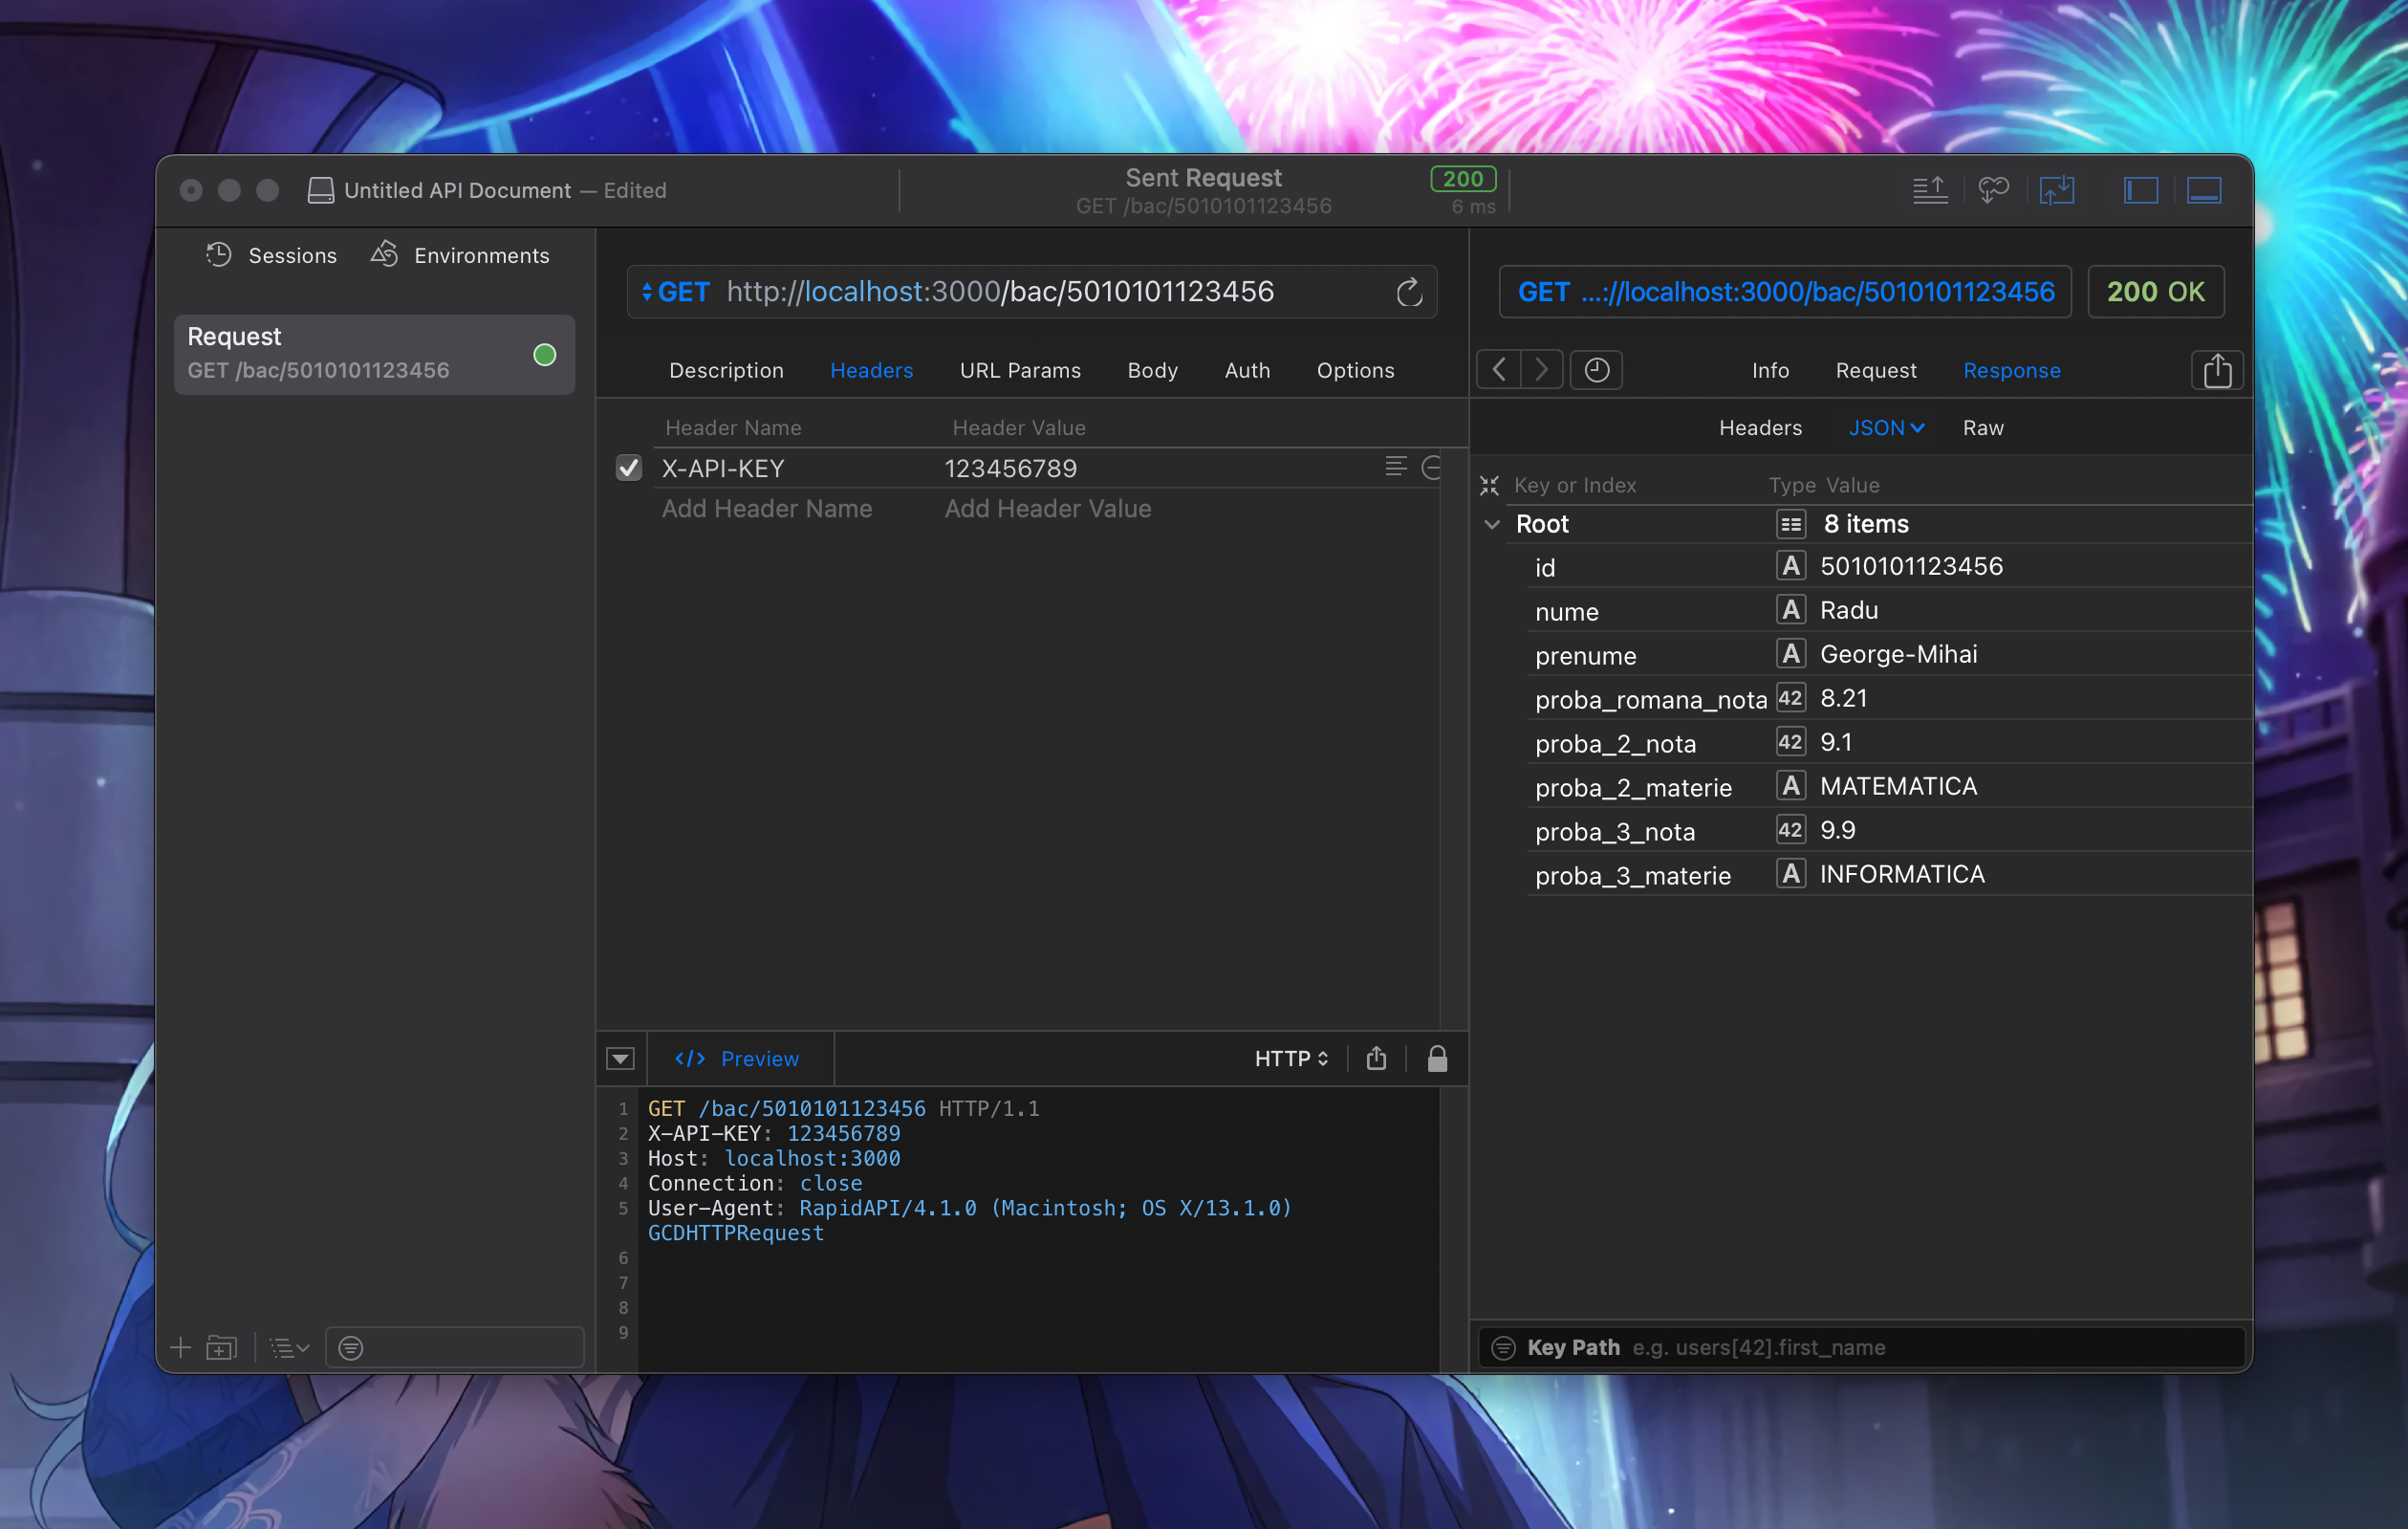 Untitled API Document — Edited
Sent Request
GET /bac/5010101123456
200
6 ms
Sessions
Environments
Request
GET /bac/5010101123456
GET http://localhost:3000/bac/5010101123456
Description Headers URL Params Body Auth Options
Header Name Header Value
X-API-KEY 123456789
Add Header Name Add Header Value
</> Preview
HTTP
1 GET /bac/5010101123456 HTTP/1.1
2 X-API-KEY: 123456789
3 Host: localhost:3000
4 Connection: close
5 User-Agent: RapidAPI/4.1.0 (Macintosh; OS X/13.1.0)
GCDHTTPRequest
6
7
8
9
GET ...://localhost:3000/bac/5010101123456
200 OK
Info Request Response
Headers JSON Raw
Key or Index Type Value
Root 8 items
id A 5010101123456
nume A Radu
prenume A George-Mihai
proba_romana_nota 42 8.21
proba_2_nota 42 9.1
proba_2_materie A MATEMATICA
proba_3_nota 42 9.9
proba_3_materie A INFORMATICA
Key Path e.g. users[42].first_name